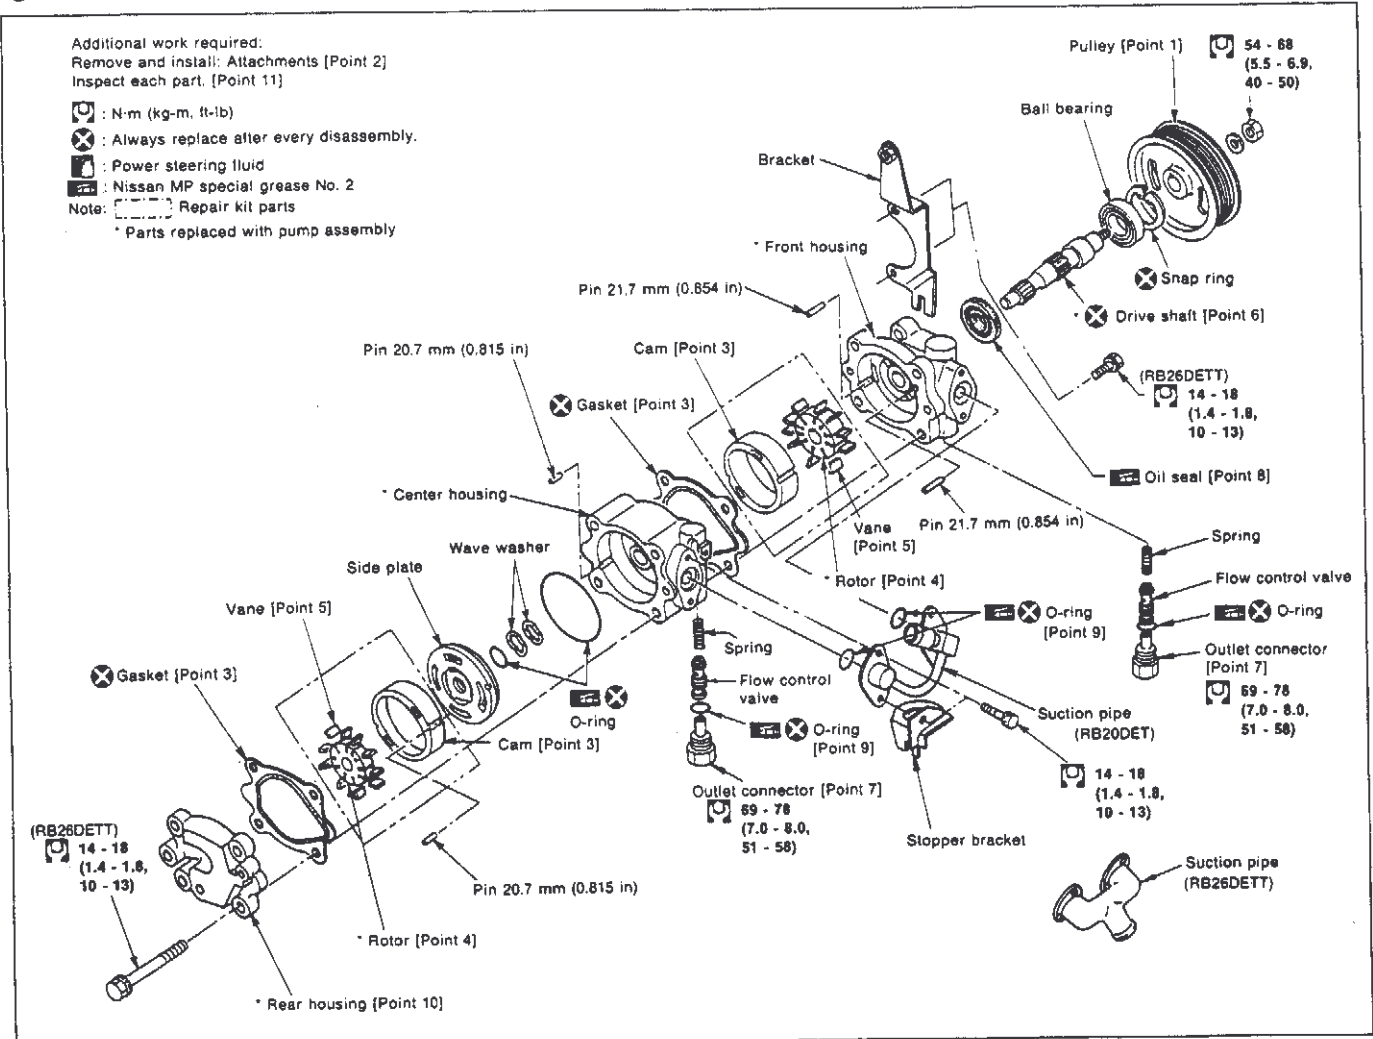 Additional work required:
Remove and install: Attachments [Point 2]
Inspect each part. [Point 11]
: N·m (kg-m, ft-lb)
: Always replace after every disassembly.
: Power steering fluid
: Nissan MP special grease No. 2
Note: Repair kit parts
* Parts replaced with pump assembly
Pulley [Point 1]
54 - 68
(5.5 - 6.9,
40 - 50)
Ball bearing
Bracket
* Front housing
Snap ring
* Drive shaft [Point 6]
Pin 21.7 mm (0.854 in)
Pin 20.7 mm (0.815 in)
Cam [Point 3]
(RB26DETT)
14 - 18
(1.4 - 1.8,
10 - 13)
Gasket [Point 3]
Oil seal [Point 8]
* Center housing
Vane
[Point 5]
Pin 21.7 mm (0.854 in)
Wave washer
Spring
Side plate
* Rotor [Point 4]
Flow control valve
Vane [Point 5]
O-ring
[Point 9]
O-ring
Spring
Outlet connector
[Point 7]
69 - 78
(7.0 - 8.0,
51 - 58)
Gasket [Point 3]
Flow control
valve
O-ring
Suction pipe
(RB20DET)
O-ring
[Point 9]
Cam [Point 3]
14 - 18
(1.4 - 1.8,
10 - 13)
Outlet connector [Point 7]
69 - 78
(7.0 - 8.0,
51 - 58)
Stopper bracket
(RB26DETT)
14 - 18
(1.4 - 1.8,
10 - 13)
Suction pipe
(RB26DETT)
Pin 20.7 mm (0.815 in)
* Rotor [Point 4]
* Rear housing [Point 10]